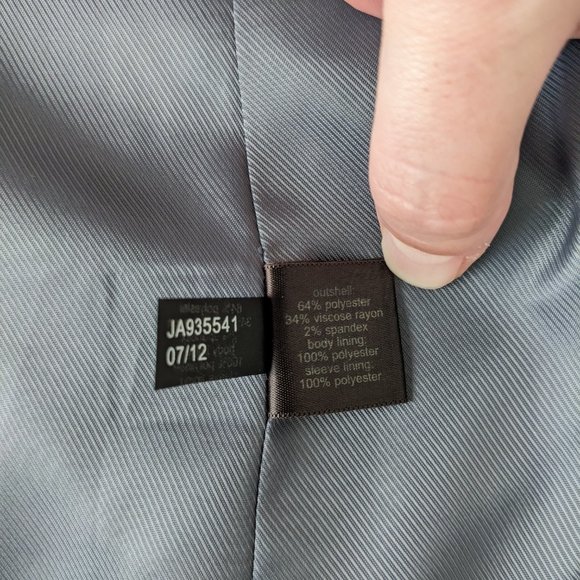 JA935541
07/12
outshell:
64% polyester
34% viscose rayon
2% spandex
body lining:
100% polyester
sleeve lining:
100% polyester